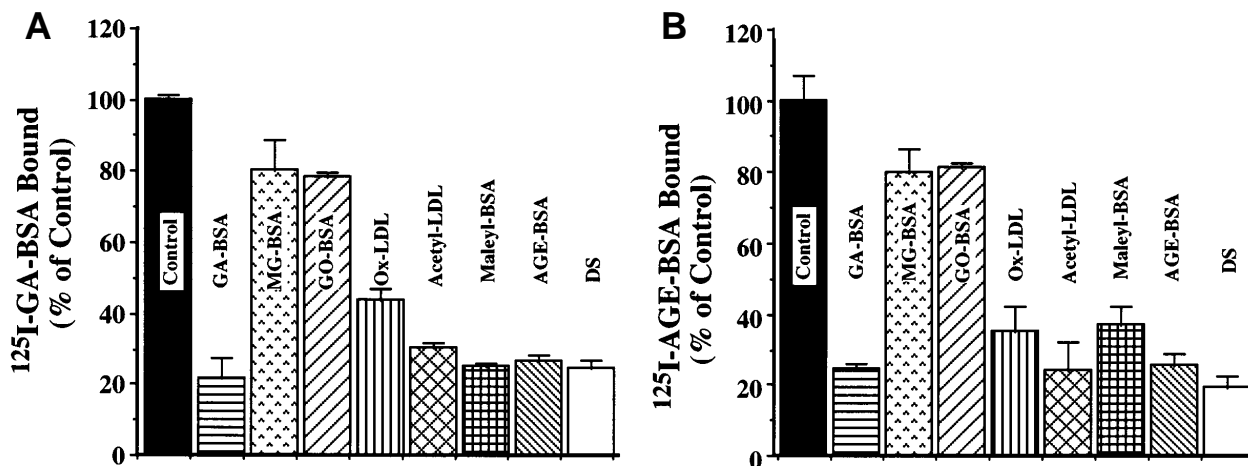 A
¹²⁵I-GA-BSA Bound
(% of Control)
120
100
80
60
40
20
0
Control
GA-BSA
MG-BSA
GO-BSA
Ox-LDL
Acetyl-LDL
Maleyl-BSA
AGE-BSA
DS
B
¹²⁵I-AGE-BSA Bound
(% of Control)
120
100
80
60
40
20
0
Control
GA-BSA
MG-BSA
GO-BSA
Ox-LDL
Acetyl-LDL
Maleyl-BSA
AGE-BSA
DS